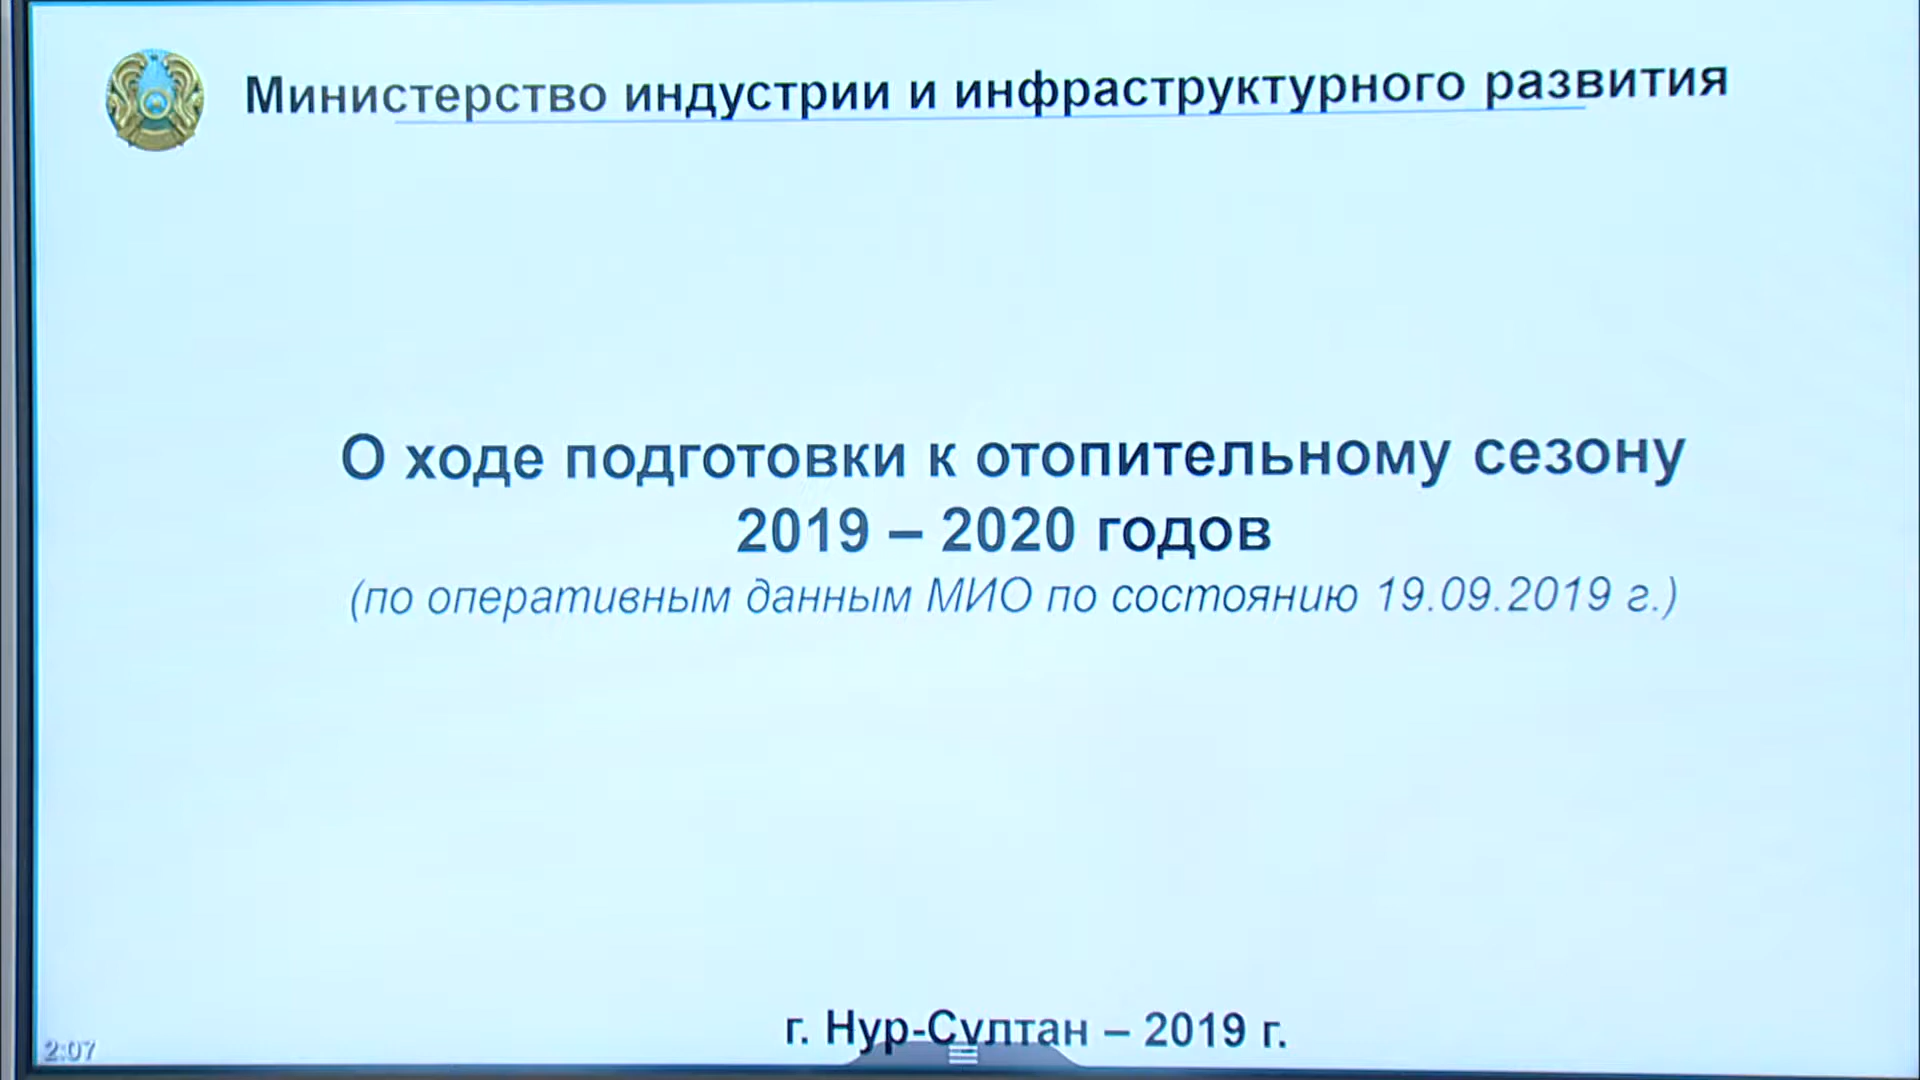 Министерство индустрии и инфраструктурного развития
О ходе подготовки к отопительному сезону
2019 – 2020 годов
(по оперативным данным МИО по состоянию 19.09.2019 г.)
г. Нур-Султан – 2019 г.
2:07